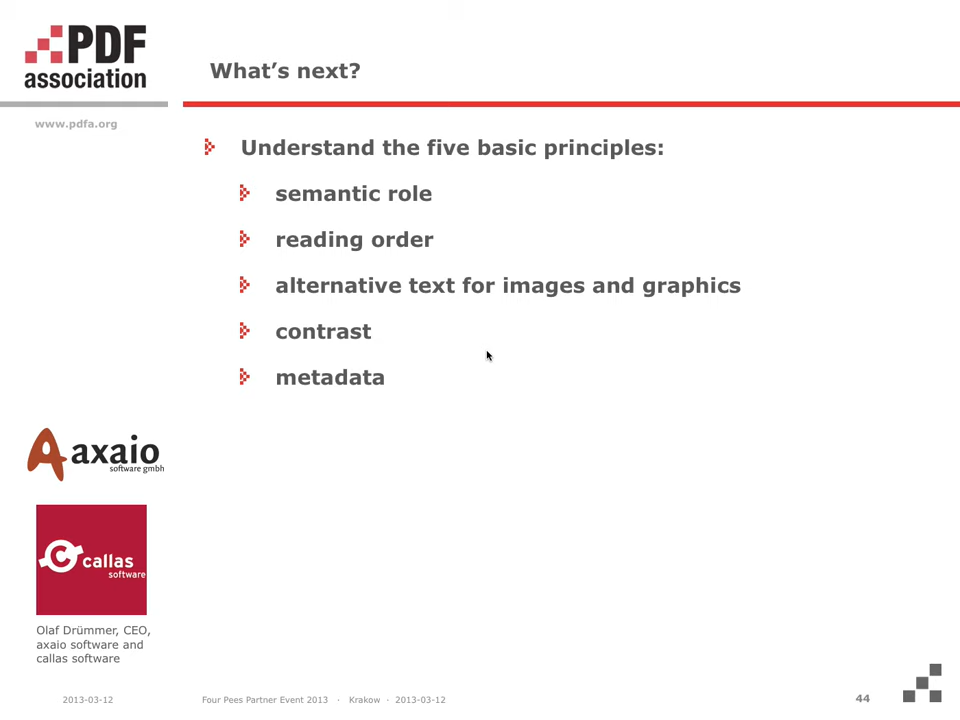 PDF
association
What's next?
www.pdfa.org
Understand the five basic principles:
semantic role
reading order
alternative text for images and graphics
contrast
metadata
axaio
software gmbh
callas
software
Olaf Drümmer, CEO,
axaio software and
callas software
2013-03-12
Four Pees Partner Event 2013 · Krakow · 2013-03-12
44